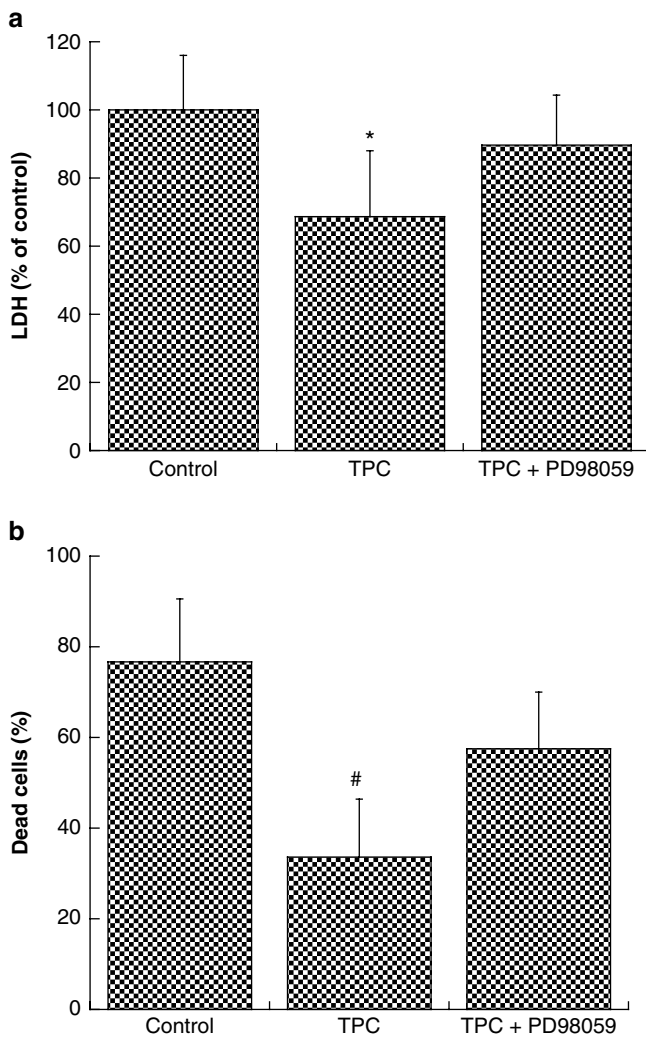 a
120
100
80
60
40
20
0
LDH (% of control)
*
Control
TPC
TPC + PD98059
b
100
80
60
40
20
0
Dead cells (%)
#
Control
TPC
TPC + PD98059